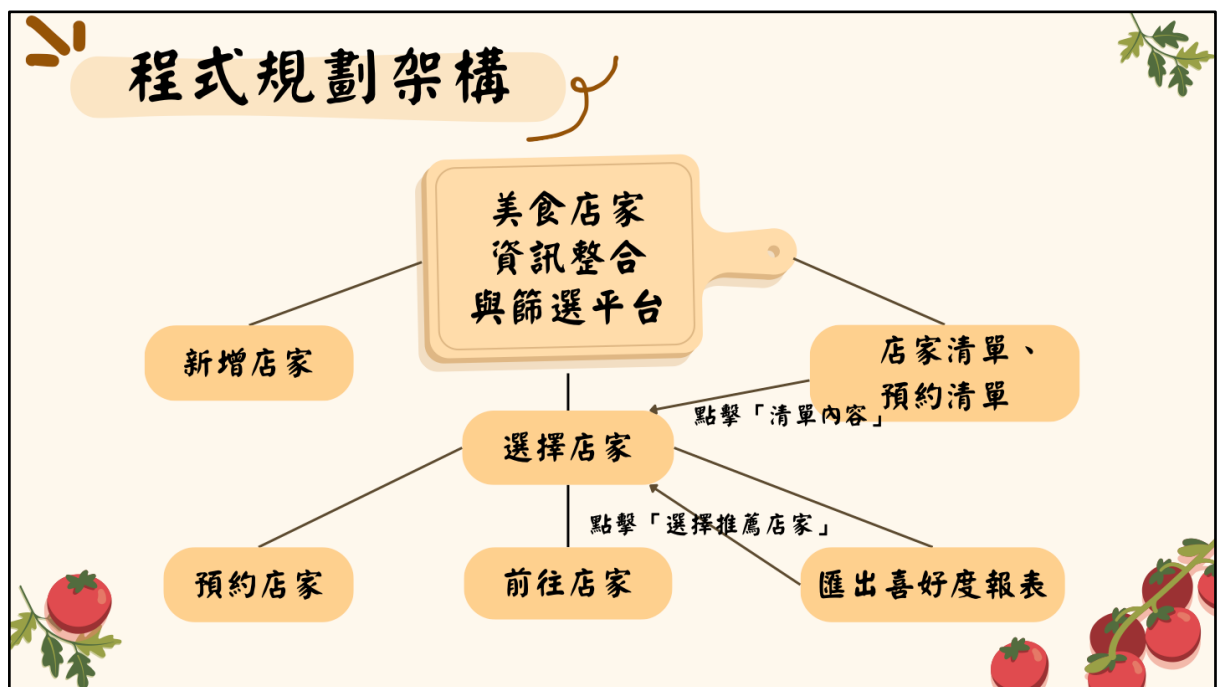 程式規劃架構
美食店家
資訊整合
與篩選平台
新增店家
店家清單、
預約清單
點擊「清單內容」
選擇店家
點擊「選擇推薦店家」
預約店家
前往店家
匯出喜好度報表